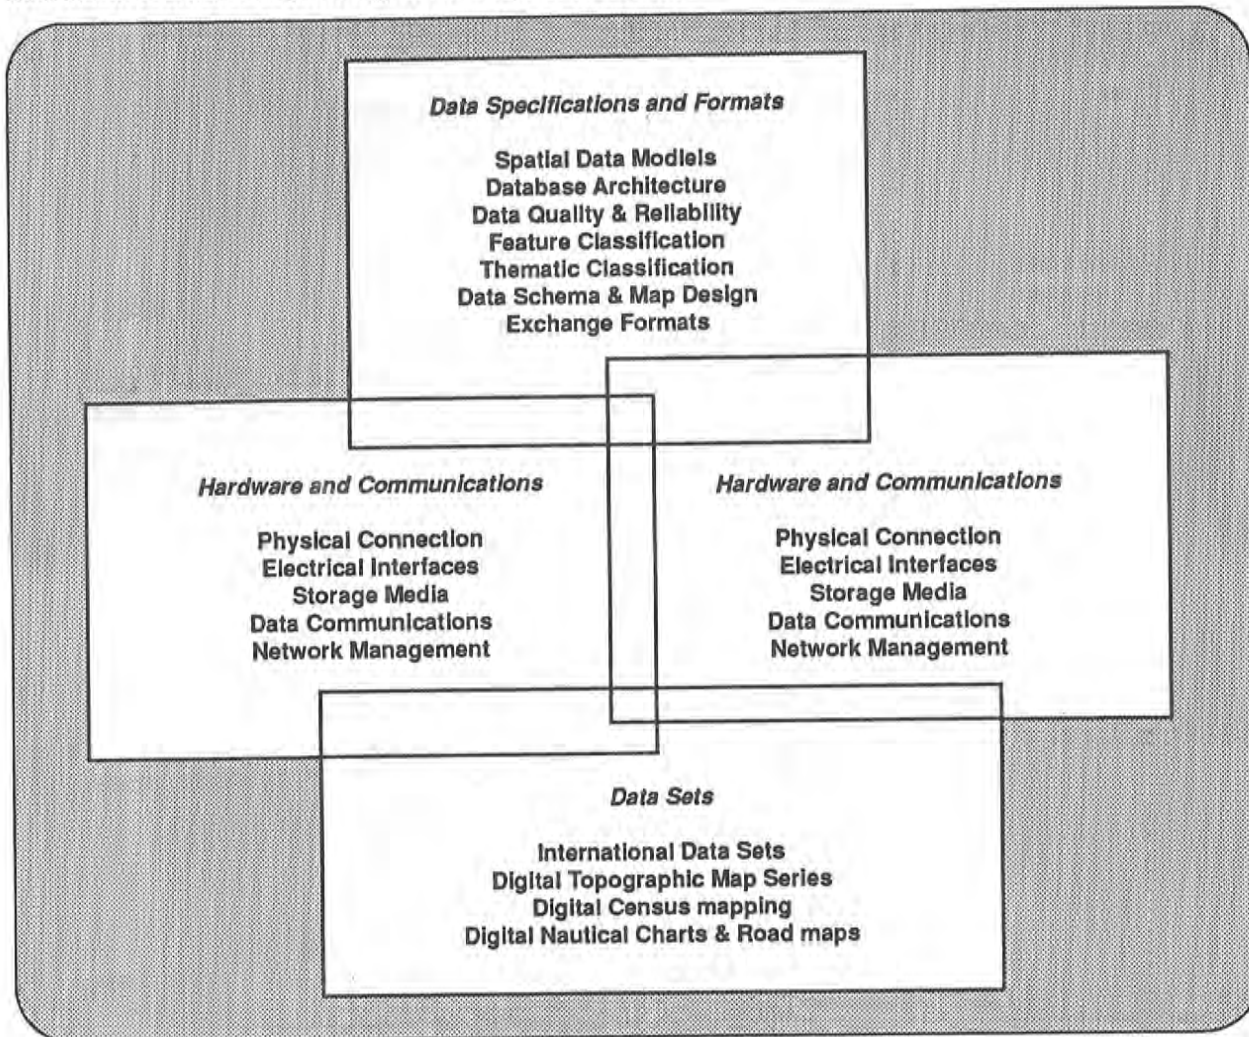 Data Specifications and Formats
Spatial Data Modlels
Database Architecture
Data Quality & Reliability
Feature Classification
Thematic Classification
Data Schema & Map Design
Exchange Formats
Hardware and Communications
Physical Connection
Electrical Interfaces
Storage Media
Data Communications
Network Management
Hardware and Communications
Physical Connection
Electrical Interfaces
Storage Media
Data Communications
Network Management
Data Sets
International Data Sets
Digital Topographic Map Series
Digital Census mapping
Digital Nautical Charts & Road maps